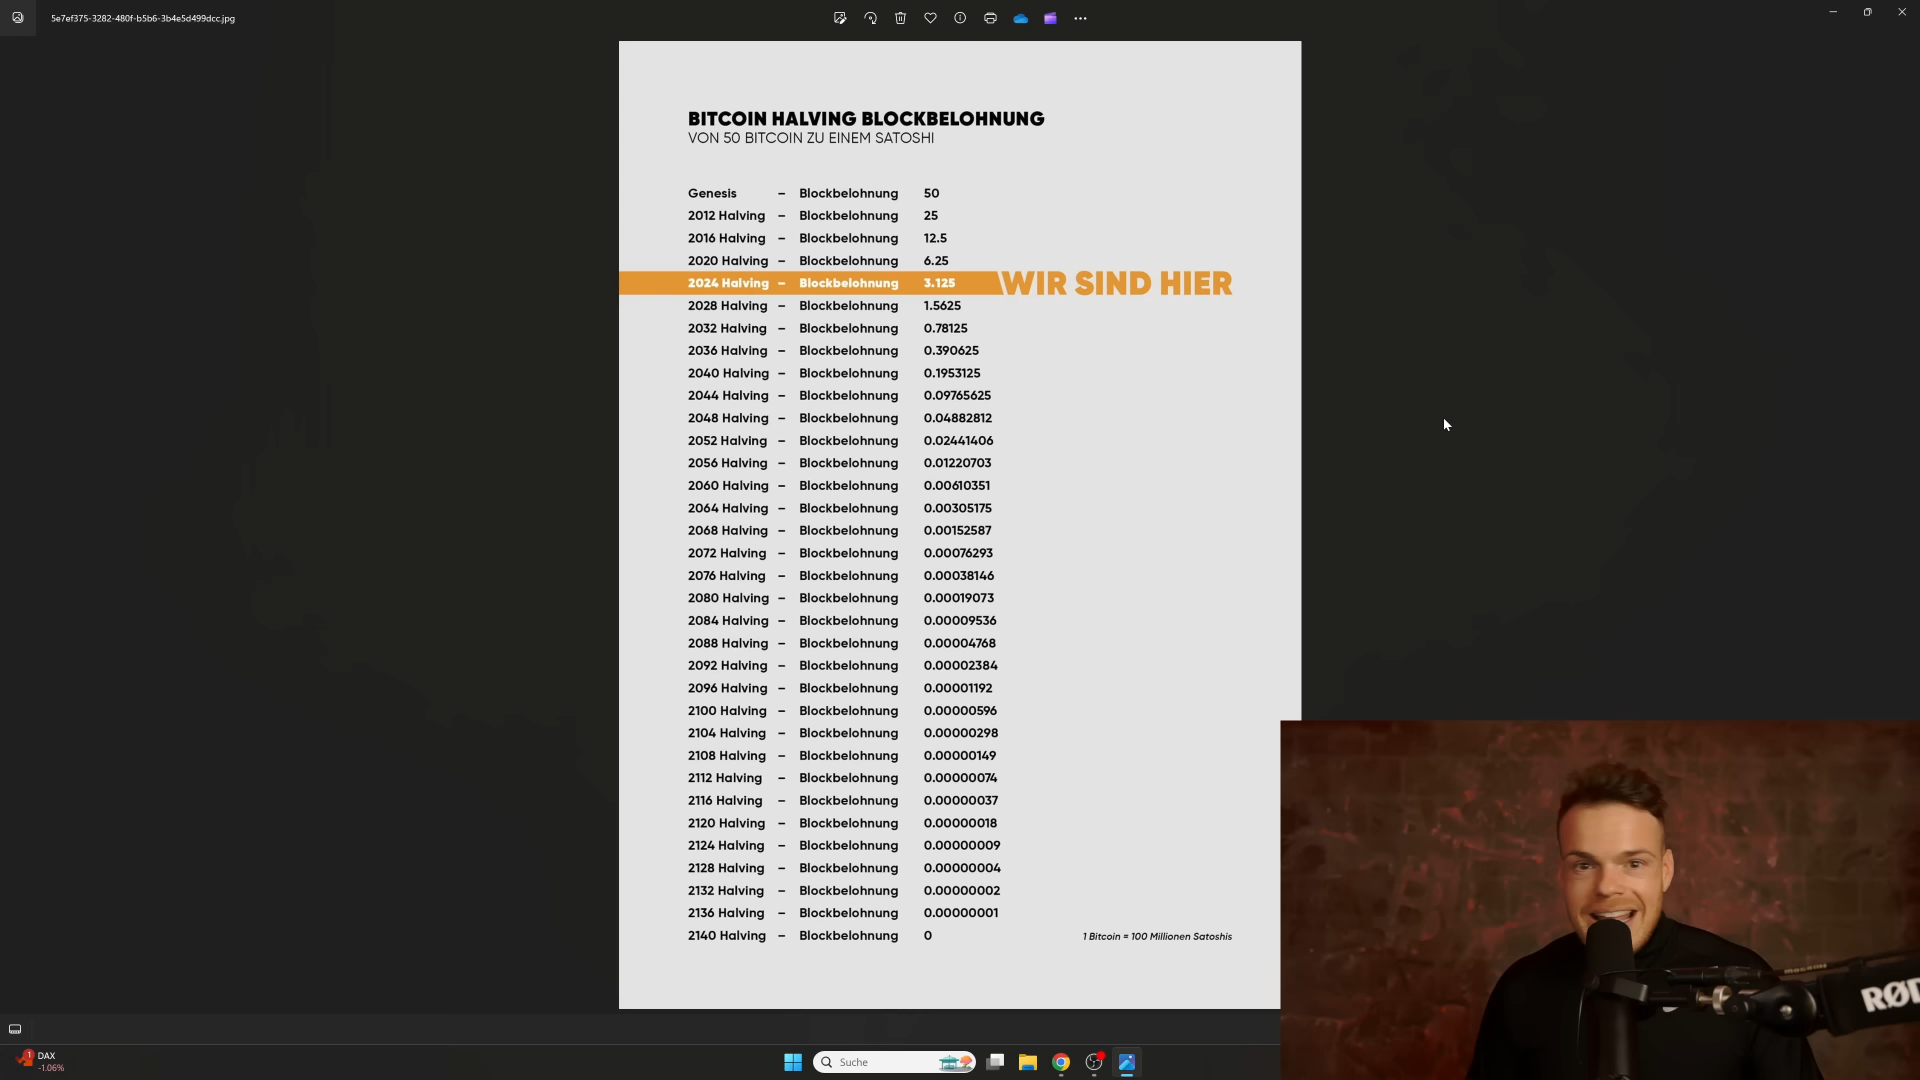 5e7ef375-3282-480f-b5b6-3b4e5d499dcc.jpg
BITCOIN HALVING BLOCKBELOHNUNG
VON 50 BITCOIN ZU EINEM SATOSHI
Genesis – Blockbelohnung 50
2012 Halving – Blockbelohnung 25
2016 Halving – Blockbelohnung 12.5
2020 Halving – Blockbelohnung 6.25
2024 Halving – Blockbelohnung 3.125 WIR SIND HIER
2028 Halving – Blockbelohnung 1.5625
2032 Halving – Blockbelohnung 0.78125
2036 Halving – Blockbelohnung 0.390625
2040 Halving – Blockbelohnung 0.1953125
2044 Halving – Blockbelohnung 0.09765625
2048 Halving – Blockbelohnung 0.04882812
2052 Halving – Blockbelohnung 0.02441406
2056 Halving – Blockbelohnung 0.01220703
2060 Halving – Blockbelohnung 0.00610351
2064 Halving – Blockbelohnung 0.00305175
2068 Halving – Blockbelohnung 0.00152587
2072 Halving – Blockbelohnung 0.00076293
2076 Halving – Blockbelohnung 0.00038146
2080 Halving – Blockbelohnung 0.00019073
2084 Halving – Blockbelohnung 0.00009536
2088 Halving – Blockbelohnung 0.00004768
2092 Halving – Blockbelohnung 0.00002384
2096 Halving – Blockbelohnung 0.00001192
2100 Halving – Blockbelohnung 0.00000596
2104 Halving – Blockbelohnung 0.00000298
2108 Halving – Blockbelohnung 0.00000149
2112 Halving – Blockbelohnung 0.00000074
2116 Halving – Blockbelohnung 0.00000037
2120 Halving – Blockbelohnung 0.00000018
2124 Halving – Blockbelohnung 0.00000009
2128 Halving – Blockbelohnung 0.00000004
2132 Halving – Blockbelohnung 0.00000002
2136 Halving – Blockbelohnung 0.00000001
2140 Halving – Blockbelohnung 0
1 Bitcoin = 100 Millionen Satoshis
RØD
1
DAX
-1.06%
Suche